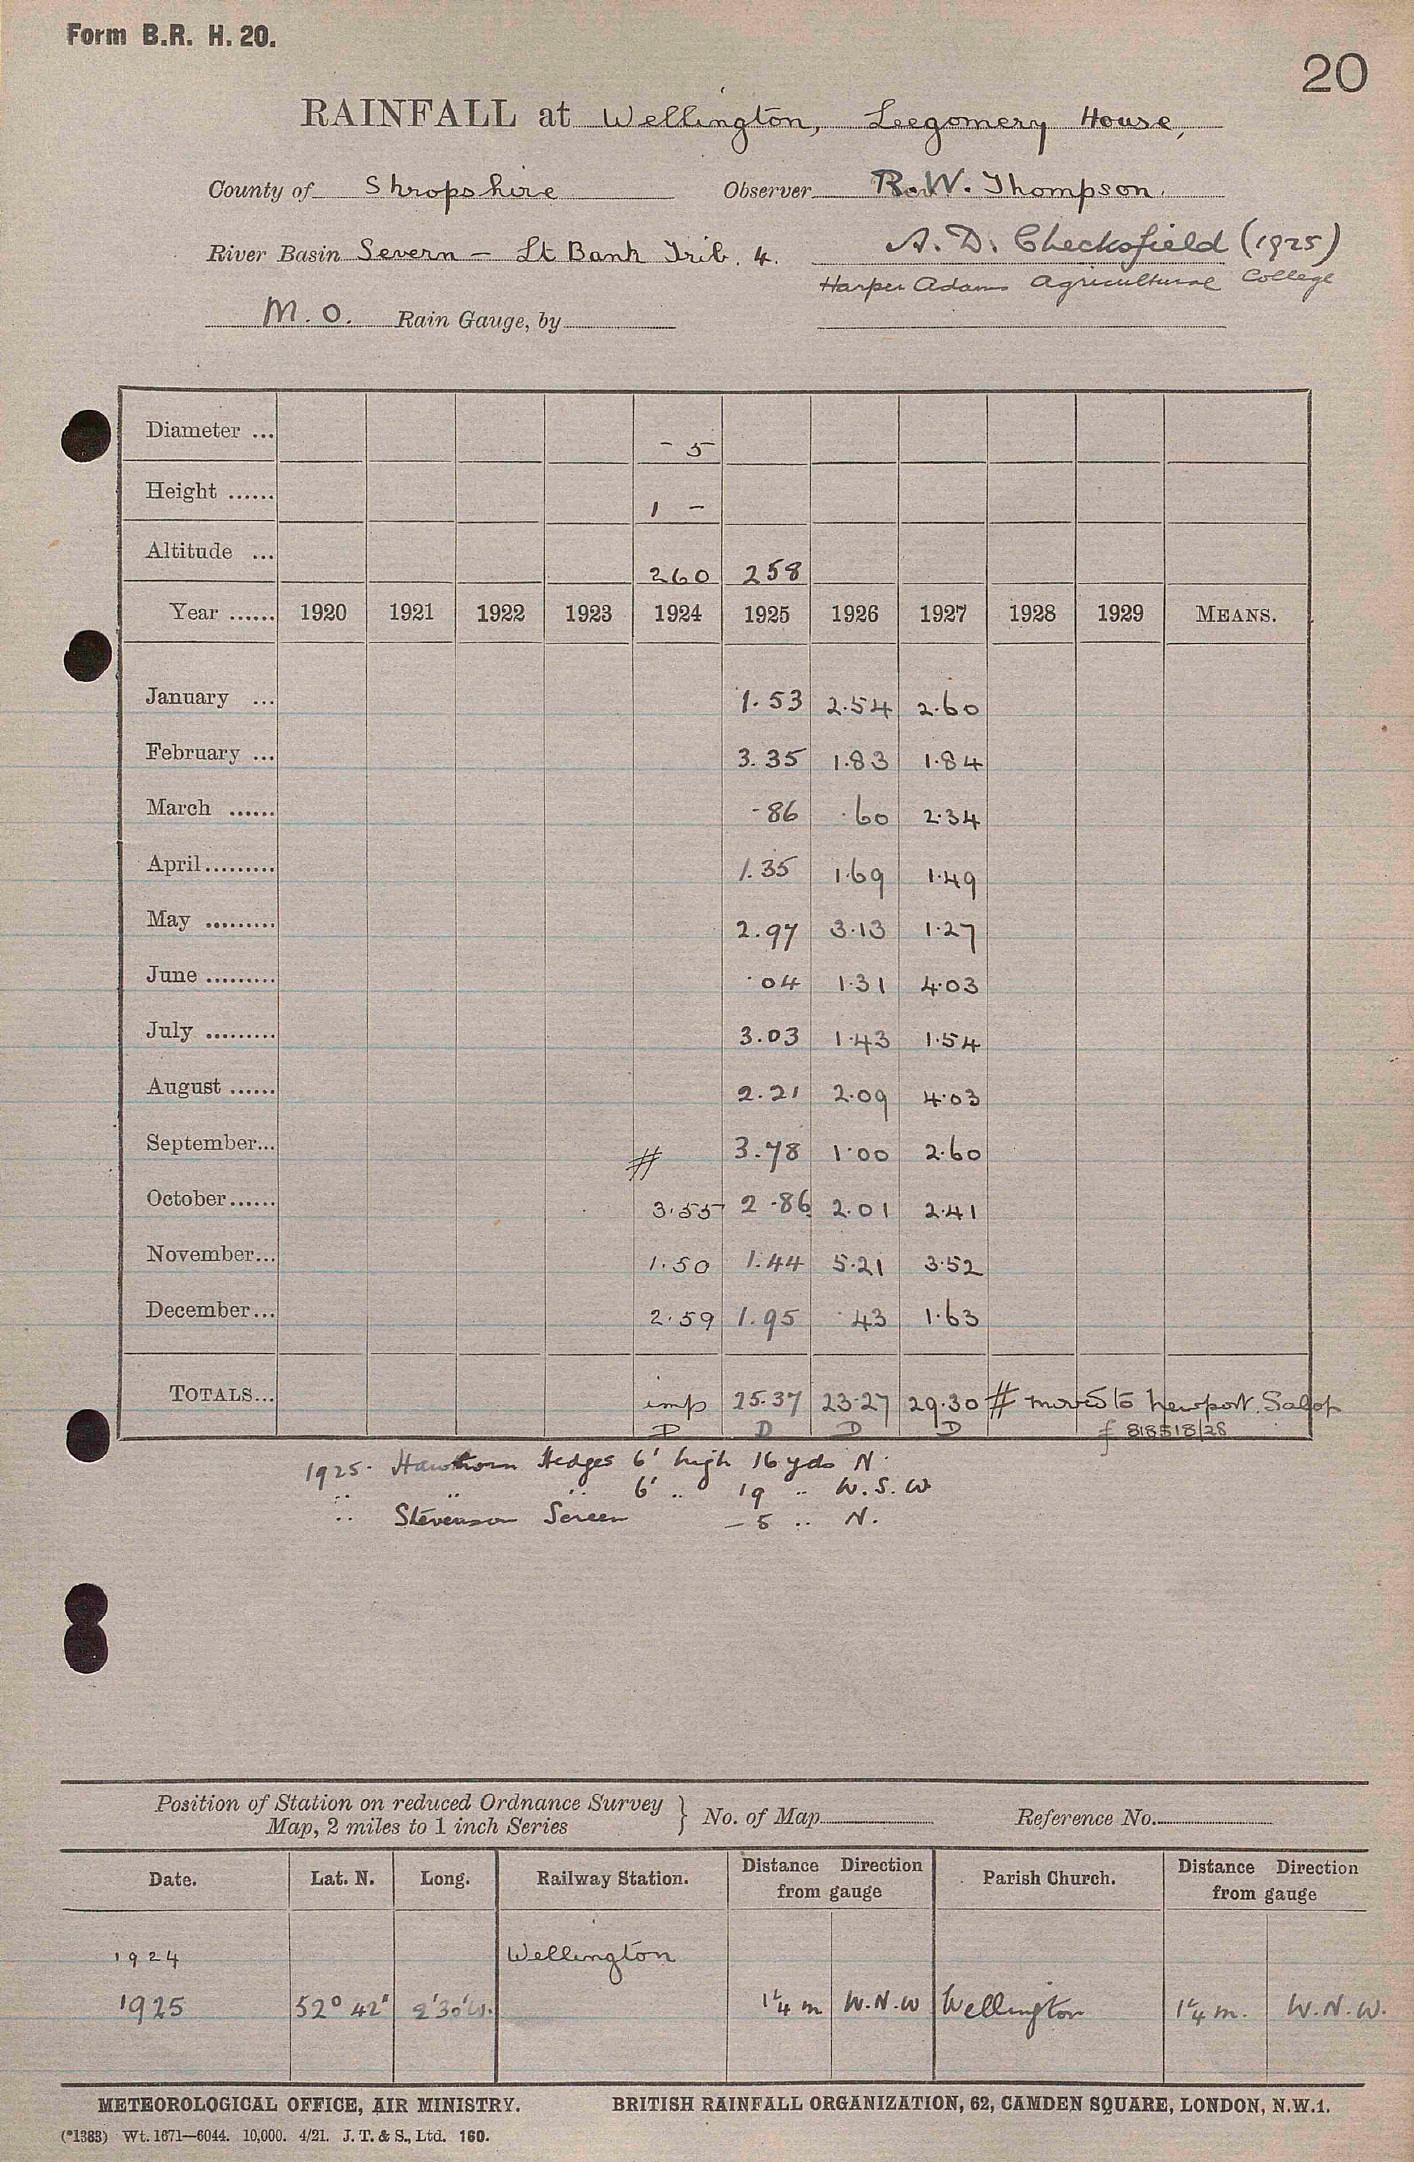 Form B.R. H. 20.
20
RAINFALL at Wellington, Leegomery House,
County of Shropshire Observer R. W. Thompson.
River Basin Severn – Lt Bank Trib. 4. A. D. Checksfield (1925)
Harper Adams Agricultural College
M. O. Rain Gauge, by
Diameter ... – 5
Height ...... 1 –
Altitude ... 260 258
Year ...... 1920 1921 1922 1923 1924 1925 1926 1927 1928 1929 MEANS.
January ... 1.53 2.54 2.60
February ... 3.35 1.83 1.84
March ...... .86 .60 2.34
April......... 1.35 1.69 1.49
May ......... 2.97 3.13 1.27
June ......... .04 1.31 4.03
July ......... 3.03 1.43 1.54
August ...... 2.21 2.09 4.03
September... # 3.78 1.00 2.60
October...... 3.55 2.86 2.01 2.41
November... 1.50 1.44 5.21 3.52
December... 2.59 1.95 .43 1.63
TOTALS... imp 25.37 23.27 29.30 # moved to Newport. Salop
D D D D f 818518/28
1925. Hawthorn Hedges 6' high 16 yds N.
.. .. .. 6' .. 19 .. W.S.W
.. Stevenson Screen – 5 .. N.
Position of Station on reduced Ordnance Survey
Map, 2 miles to 1 inch Series } No. of Map Reference No.
Date. Lat. N. Long. Railway Station. Distance Direction from gauge Parish Church. Distance Direction from gauge
1924 Wellington
1925 52° 42' 2°30'W. 1¼ m W.N.W Wellington 1¼ m. W.N.W.
METEOROLOGICAL OFFICE, AIR MINISTRY. BRITISH RAINFALL ORGANIZATION, 62, CAMDEN SQUARE, LONDON, N.W.1.
(*1383) Wt. 1671—6044. 10,000. 4/21. J. T. & S., Ltd. 160.